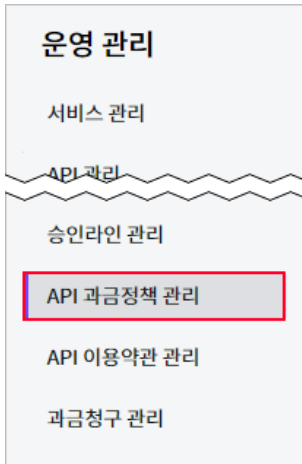 운영 관리
서비스 관리
API 관리
승인라인 관리
API 과금정책 관리
API 이용약관 관리
과금청구 관리